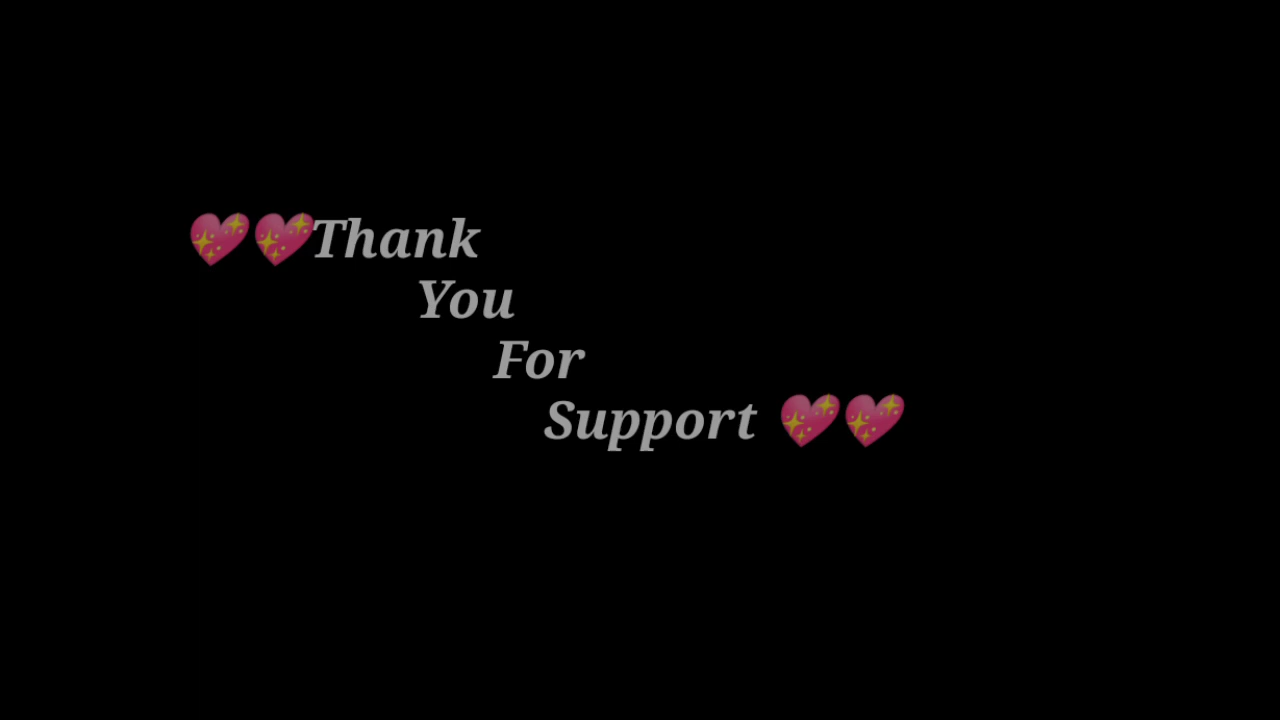 💖💖Thank
You
For
Support 💖💖